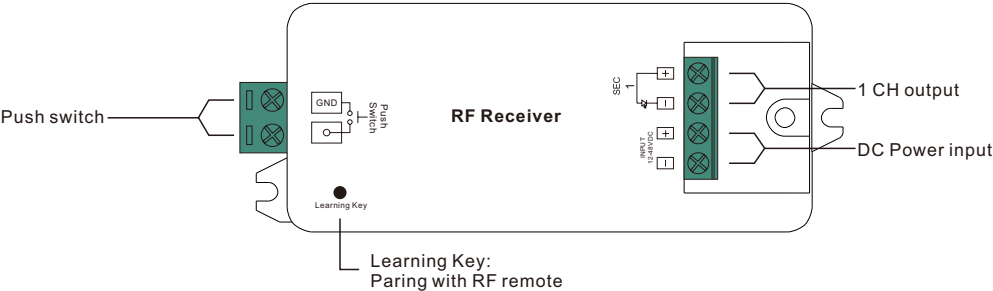 Push switch
GND
Push
Switch
RF Receiver
SEC
1
+
−
+
−
INPUT
12-48VDC
1 CH output
DC Power input
Learning Key
Learning Key:
Paring with RF remote